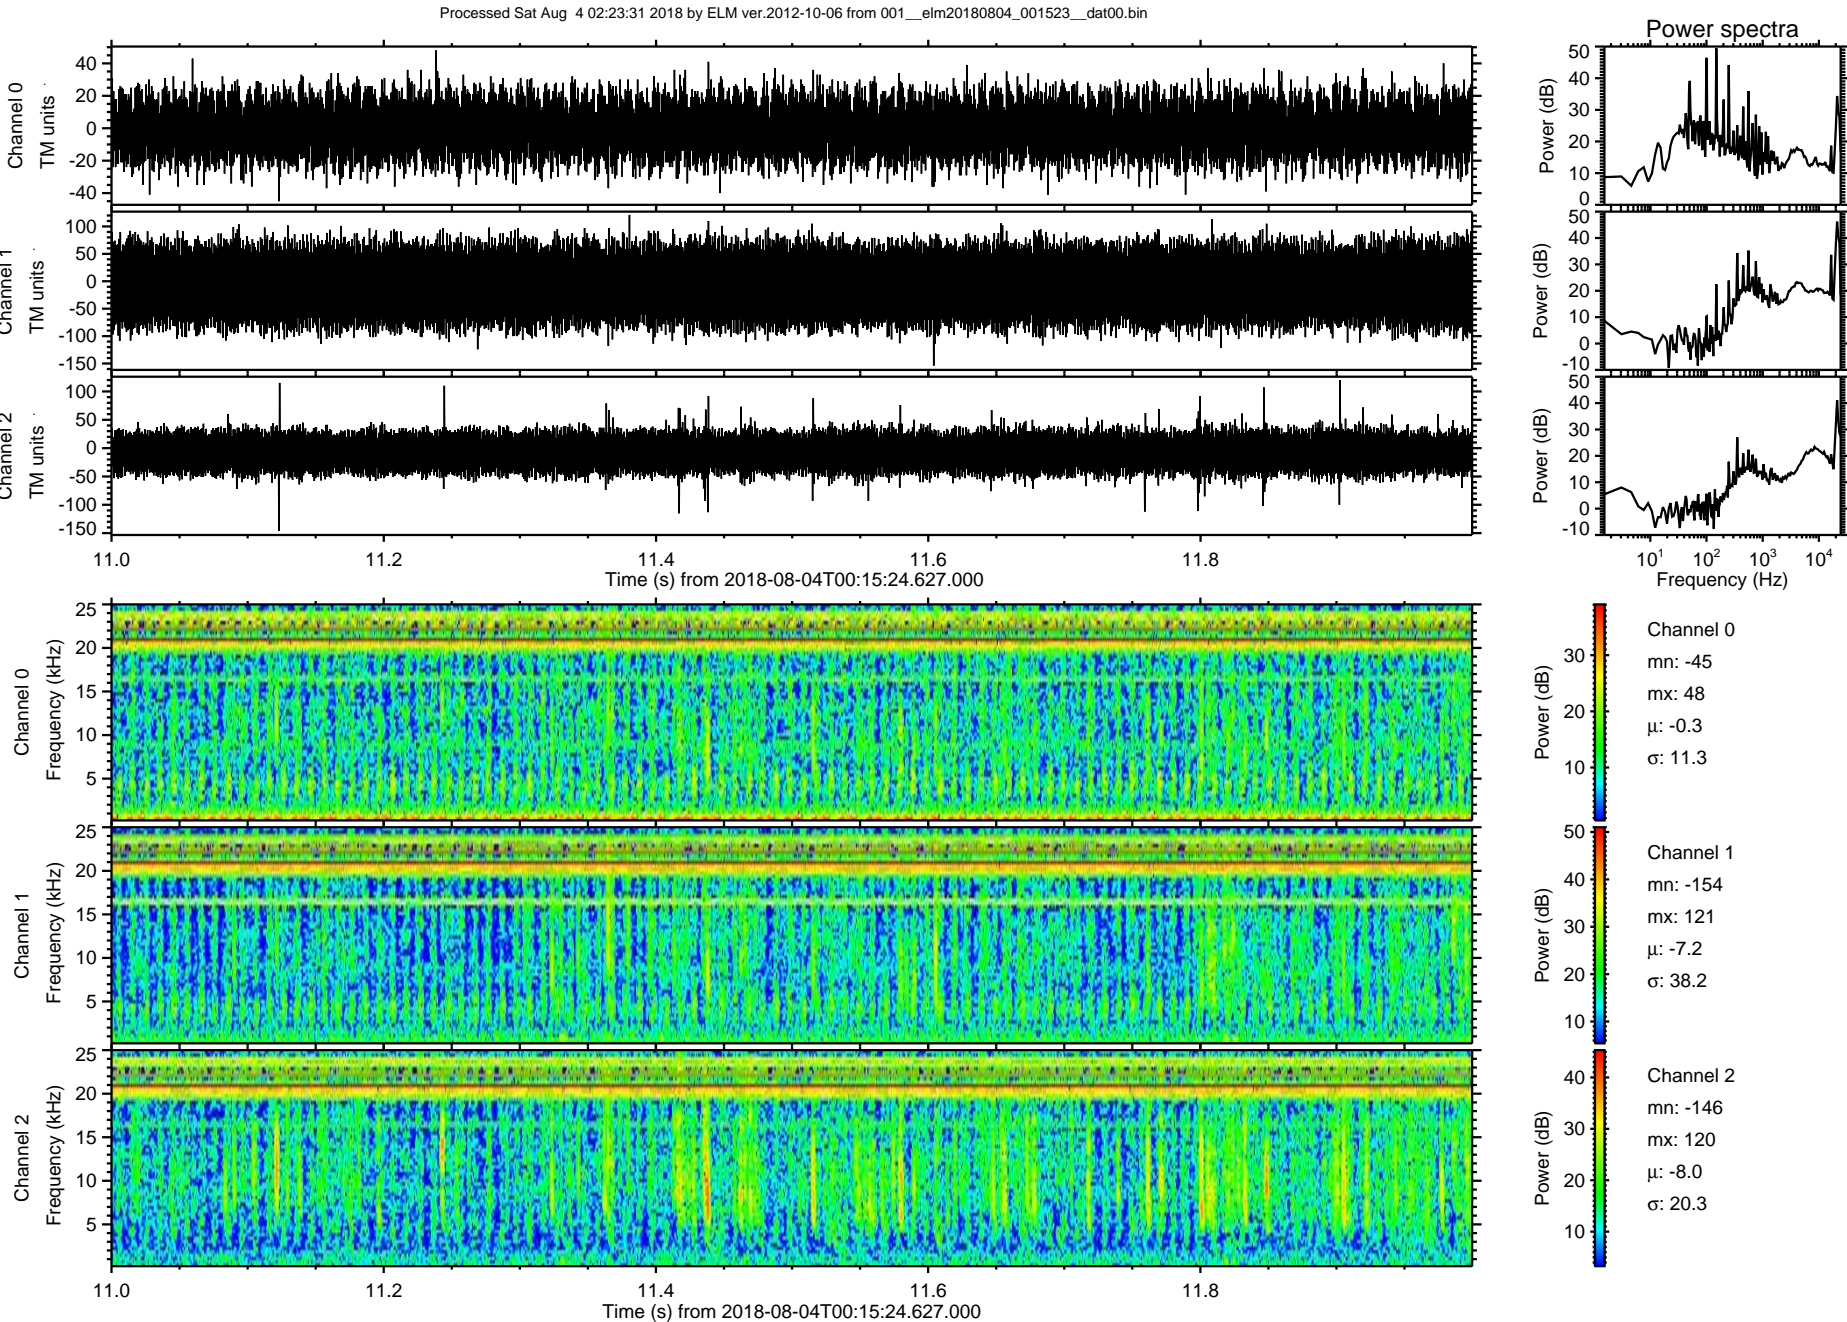 Processed Sat Aug 4 02:23:31 2018 by ELM ver.2012-10-06 from 001__elm20180804_001523__dat00.bin
Power spectra
Channel 0
TM units
40
20
0
-20
-40
Power (dB)
50
40
30
20
10
0
Channel 1
TM units
100
50
0
-50
-100
-150
Power (dB)
50
40
30
20
10
0
-10
Channel 2
TM units
100
50
0
-50
-100
-150
Power (dB)
50
40
30
20
10
0
-10
11.0 11.2 11.4 11.6 11.8
Time (s) from 2018-08-04T00:15:24.627.000
10¹ 10² 10³ 10⁴
Frequency (Hz)
Channel 0
Frequency (kHz)
25
20
15
10
5
Power (dB)
30
20
10
Channel 0
mn: -45
mx: 48
μ: -0.3
σ: 11.3
Channel 1
Frequency (kHz)
25
20
15
10
5
Power (dB)
50
40
30
20
10
Channel 1
mn: -154
mx: 121
μ: -7.2
σ: 38.2
Channel 2
Frequency (kHz)
25
20
15
10
5
Power (dB)
40
30
20
10
Channel 2
mn: -146
mx: 120
μ: -8.0
σ: 20.3
11.0 11.2 11.4 11.6 11.8
Time (s) from 2018-08-04T00:15:24.627.000